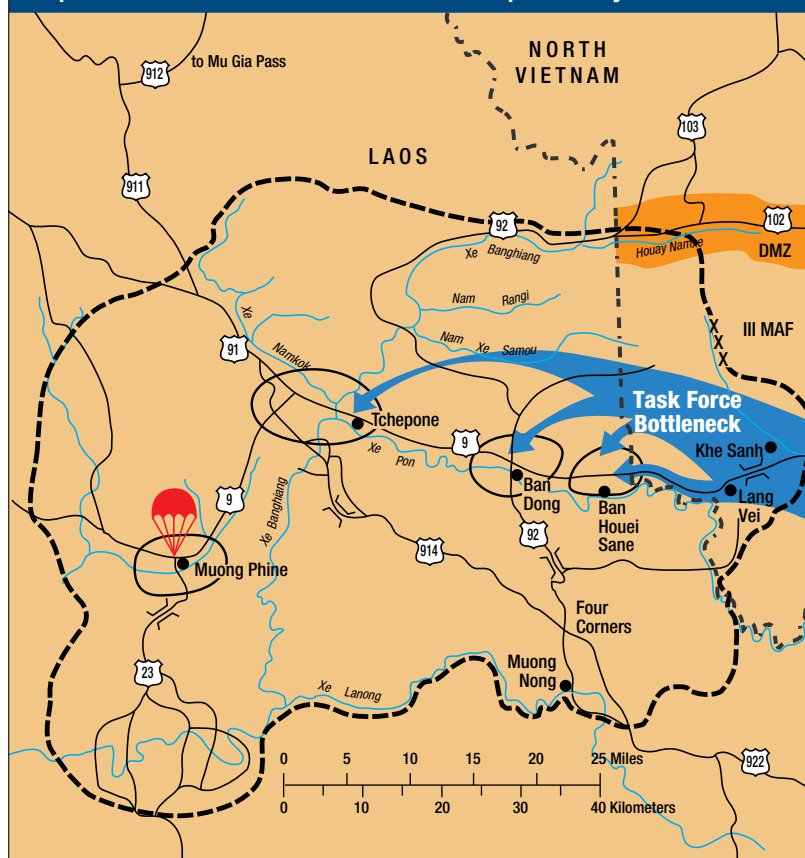 to Mu Gia Pass
912
NORTH
VIETNAM
103
LAOS
911
102
92
Houay Namxe
DMZ
Xe Banghiang
Nam Rangi
Xe
III MAF
XXX
Nam Xe Samou
91
Namkok
Task Force
Bottleneck
Tchepone
Khe Sanh
9
Xe Pon
Ban
Dong
Lang
Vei
Ban
Houei
Sane
9
Xe Banghiang
92
914
Muong Phine
Four
Corners
Muong
Nong
23
Xe Lanong
0 5 10 15 20 25 Miles
922
0 10 20 30 40 Kilometers